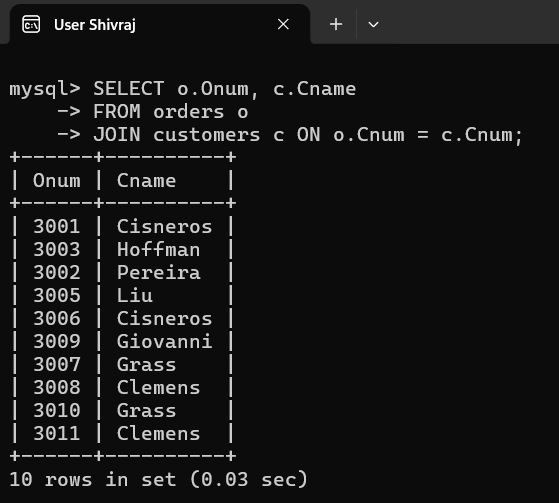 User Shivraj
mysql> SELECT o.Onum, c.Cname
    -> FROM orders o
    -> JOIN customers c ON o.Cnum = c.Cnum;
+------+----------+
| Onum | Cname    |
+------+----------+
| 3001 | Cisneros |
| 3003 | Hoffman  |
| 3002 | Pereira  |
| 3005 | Liu      |
| 3006 | Cisneros |
| 3009 | Giovanni |
| 3007 | Grass    |
| 3008 | Clemens  |
| 3010 | Grass    |
| 3011 | Clemens  |
+------+----------+
10 rows in set (0.03 sec)